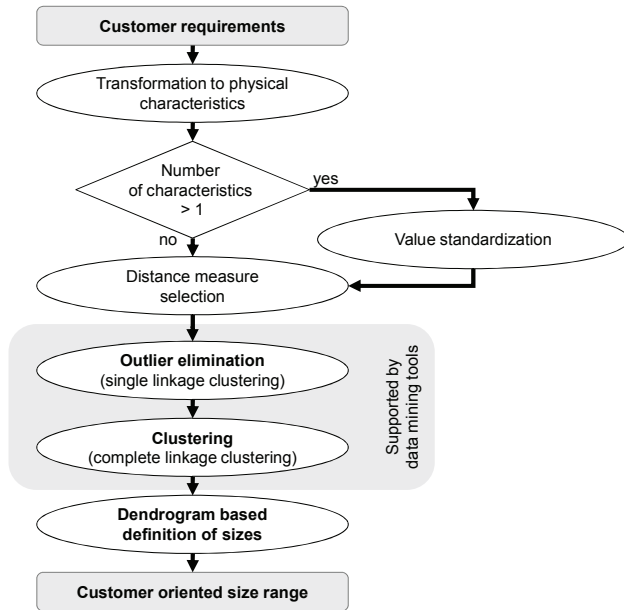 Customer requirements
Transformation to physical
characteristics
Number
of characteristics
> 1
yes
no
Value standardization
Distance measure
selection
Outlier elimination
(single linkage clustering)
Clustering
(complete linkage clustering)
Supported by
data mining tools
Dendrogram based
definition of sizes
Customer oriented size range